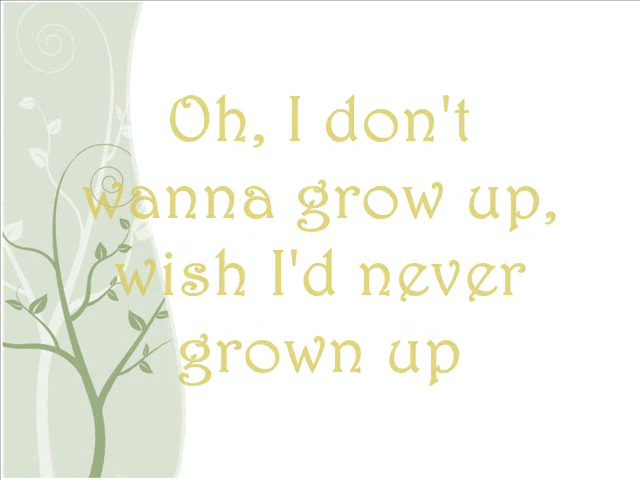 Oh, I don't
wanna grow up,
wish I'd never
grown up